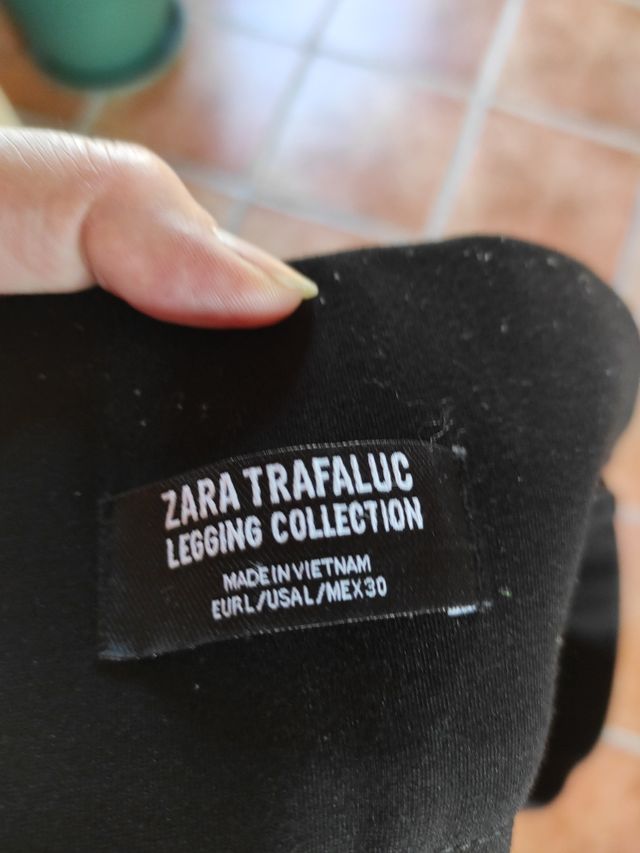 ZARA TRAFALUC
LEGGING COLLECTION
MADE IN VIETNAM
EUR L/USA L/MEX 30